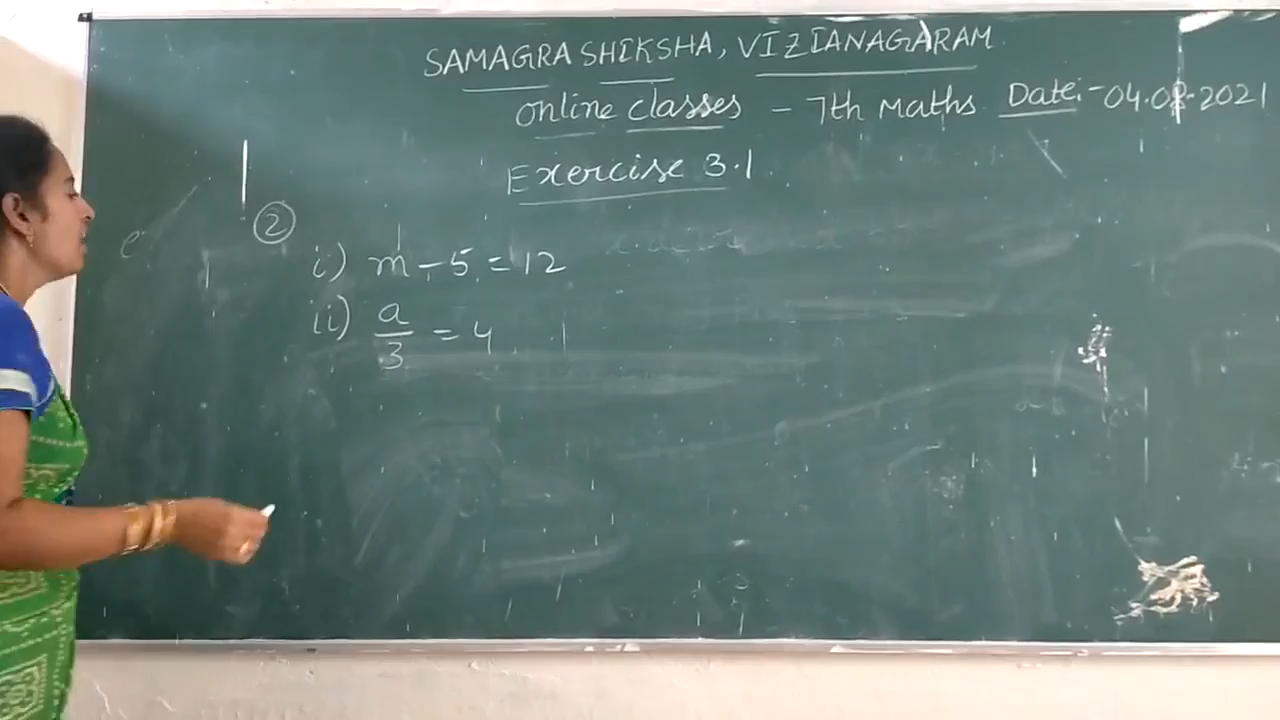 SAMAGRA SHIKSHA, VIZIANAGARAM
online classes - 7th Maths Date:-04.08.2021
Exercise 3.1
②
i) m - 5 = 12
ii) a/3 = 4